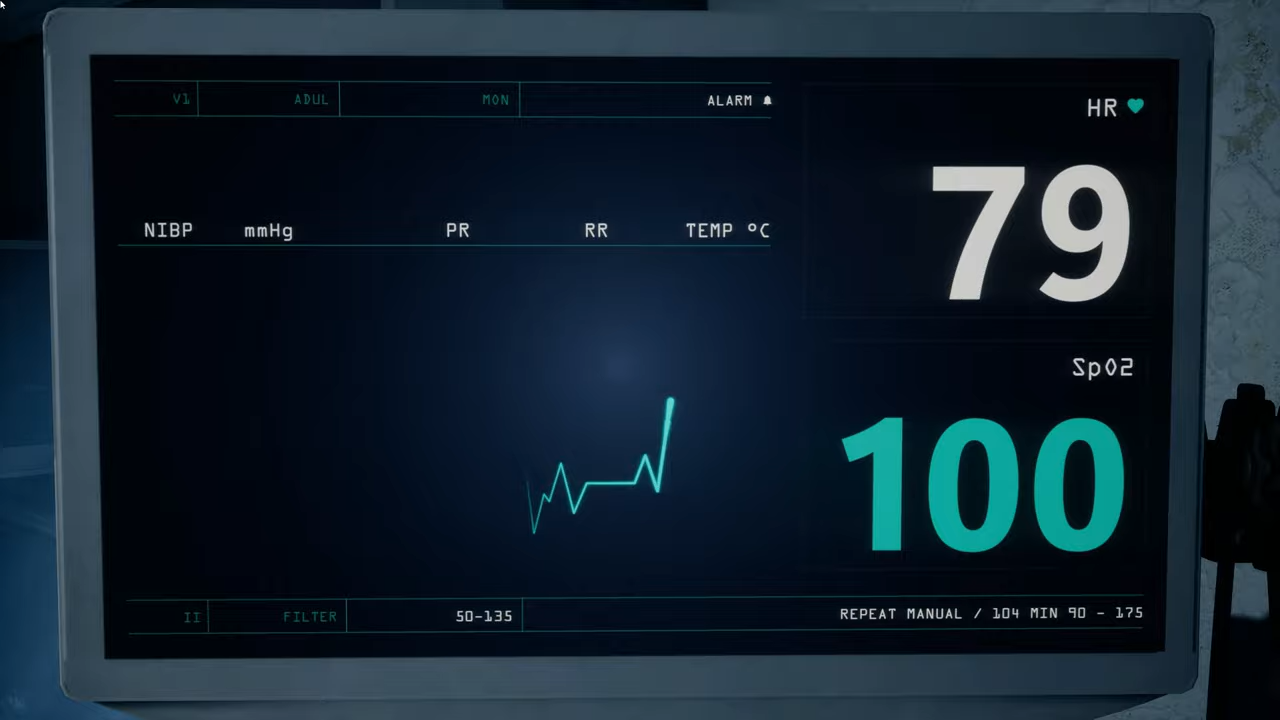 V1 ADUL MON ALARM
HR
79
NIBP mmHg PR RR TEMP °C
SpO2
100
II FILTER 50-135 REPEAT MANUAL / 104 MIN 90 - 175